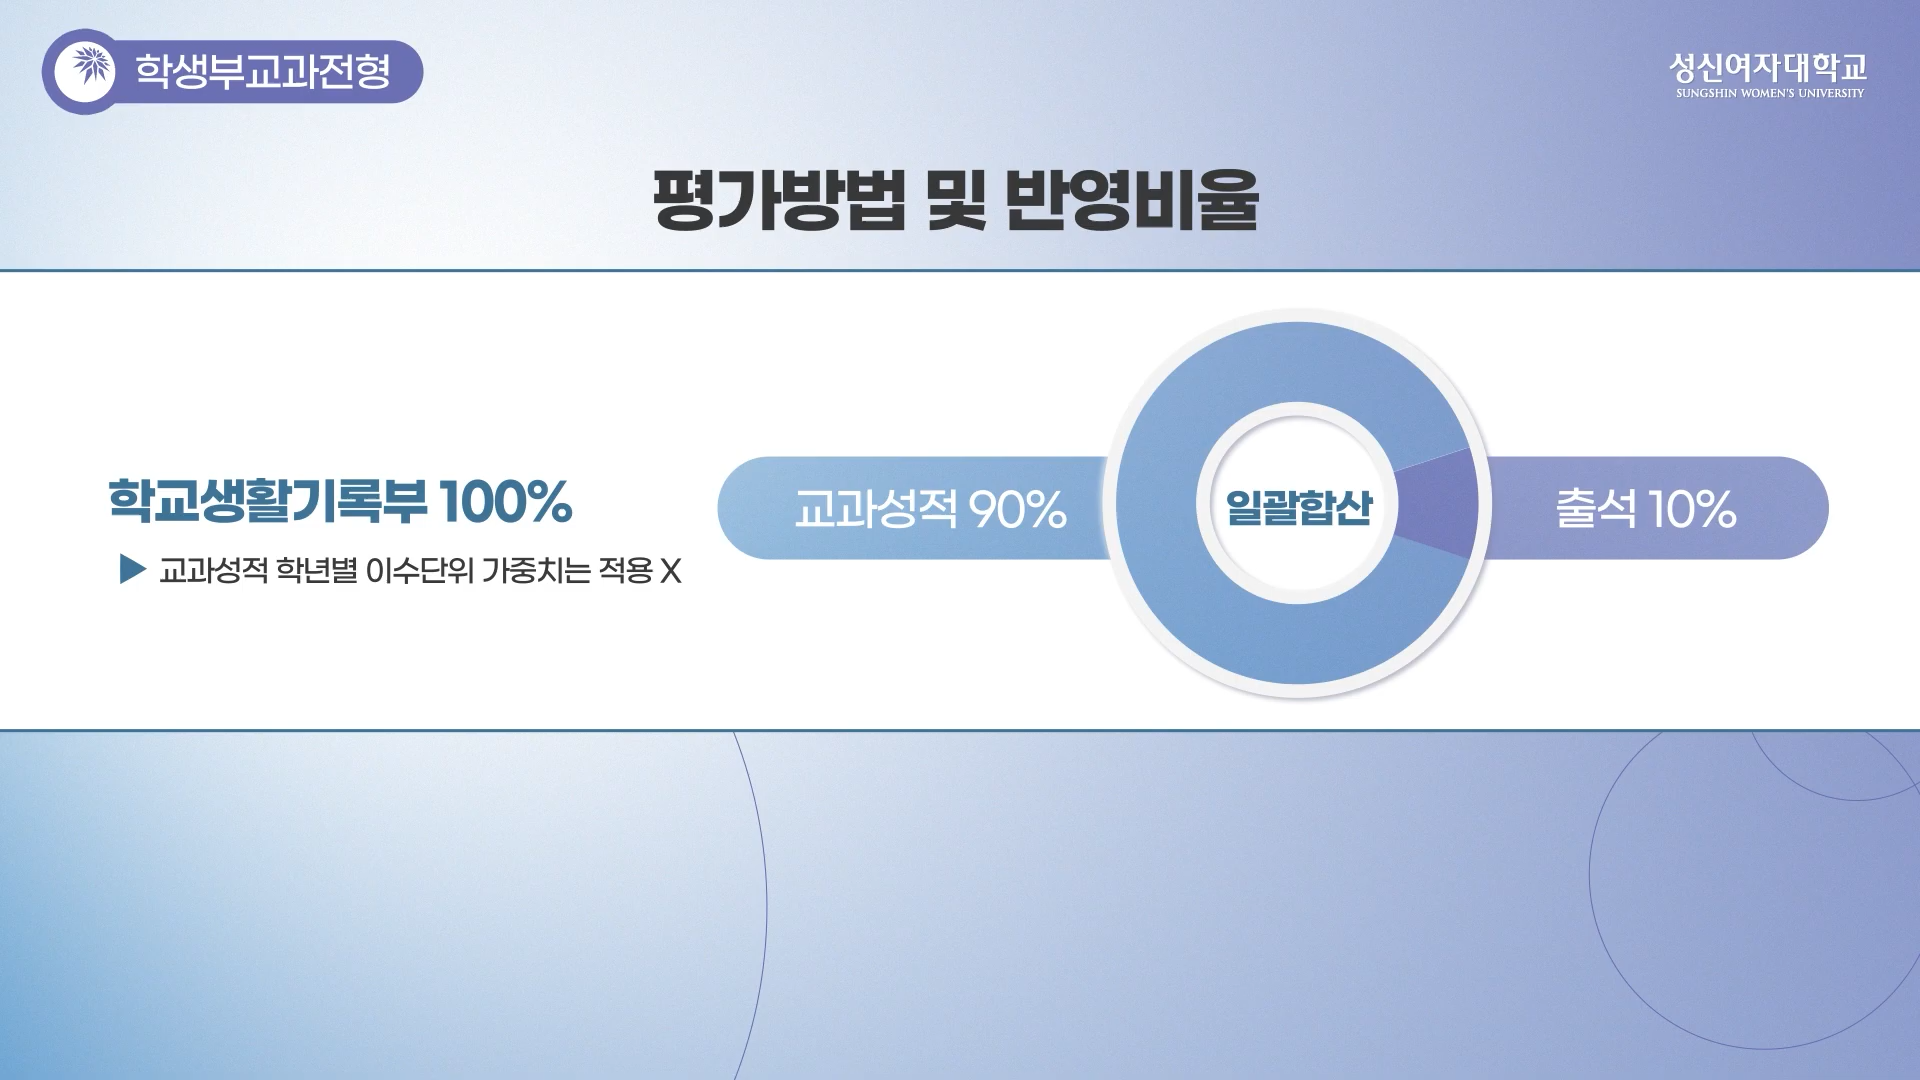 학생부교과전형
성신여자대학교
SUNGSHIN WOMEN'S UNIVERSITY
평가방법 및 반영비율
학교생활기록부 100%
▶ 교과성적 학년별 이수단위 가중치는 적용 X
교과성적 90%
일괄합산
출석 10%